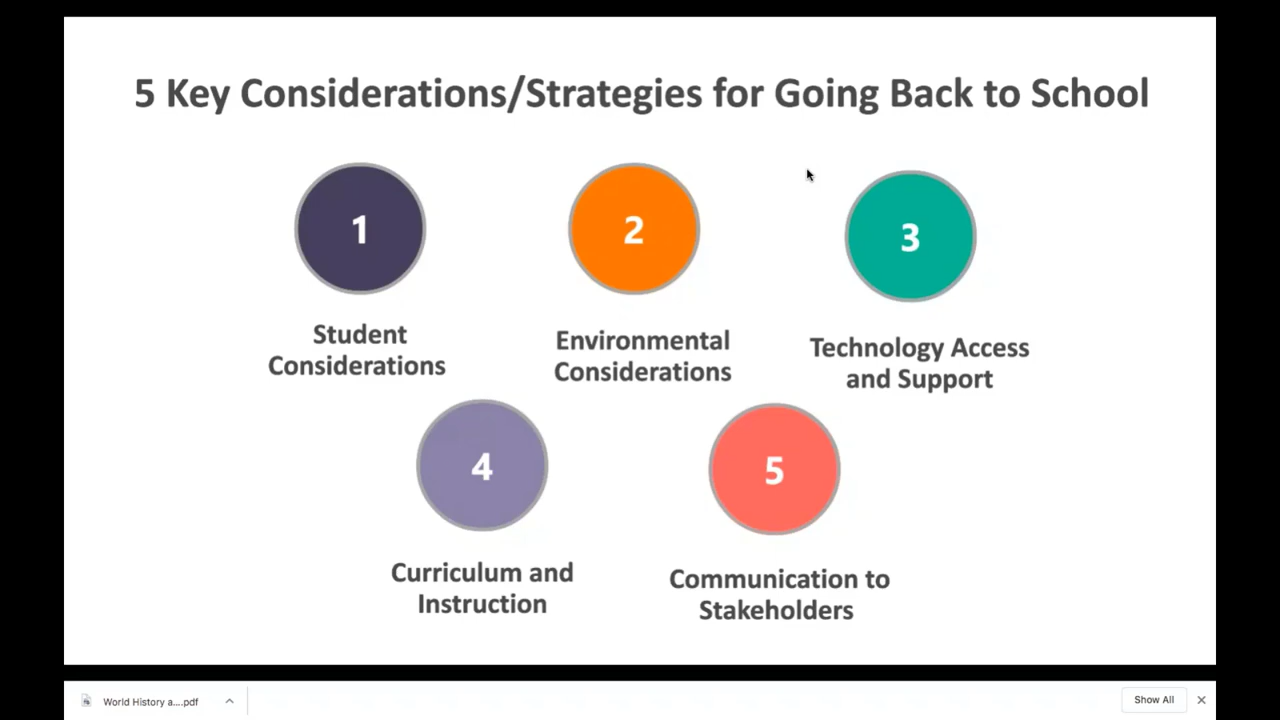 5 Key Considerations/Strategies for Going Back to School
1
2
3
Student
Considerations
Environmental
Considerations
Technology Access
and Support
4
5
Curriculum and
Instruction
Communication to
Stakeholders
World History a....pdf
Show All